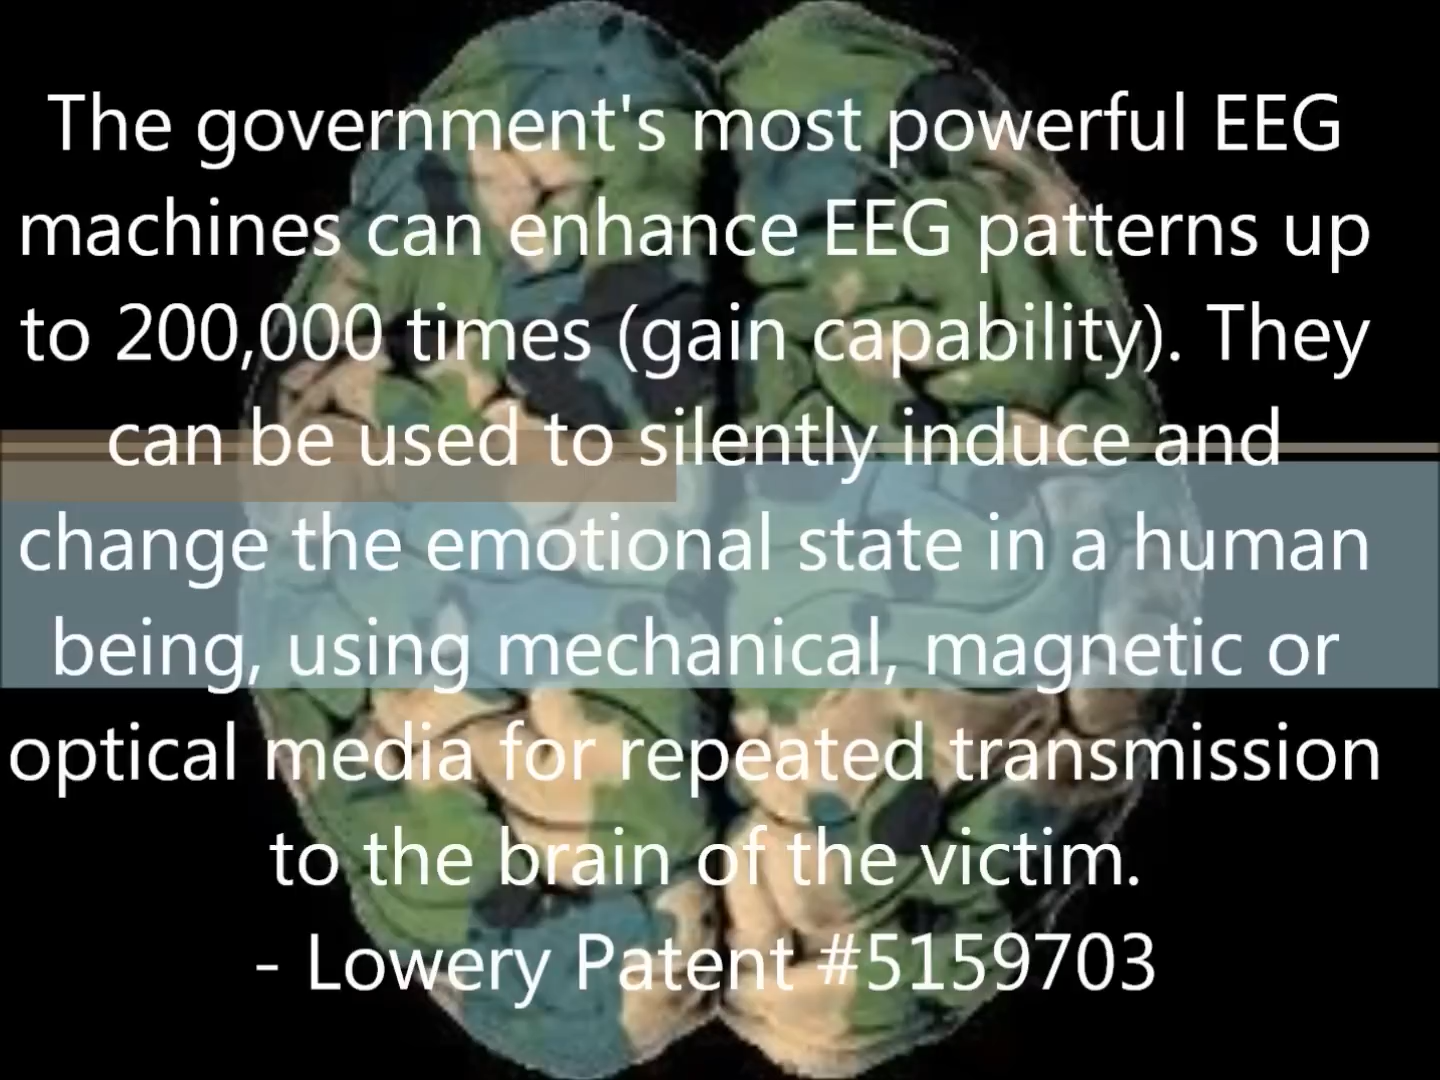 The government's most powerful EEG
machines can enhance EEG patterns up
to 200,000 times (gain capability). They
can be used to silently induce and
change the emotional state in a human
being, using mechanical, magnetic or
optical media for repeated transmission
to the brain of the victim.
- Lowery Patent #5159703